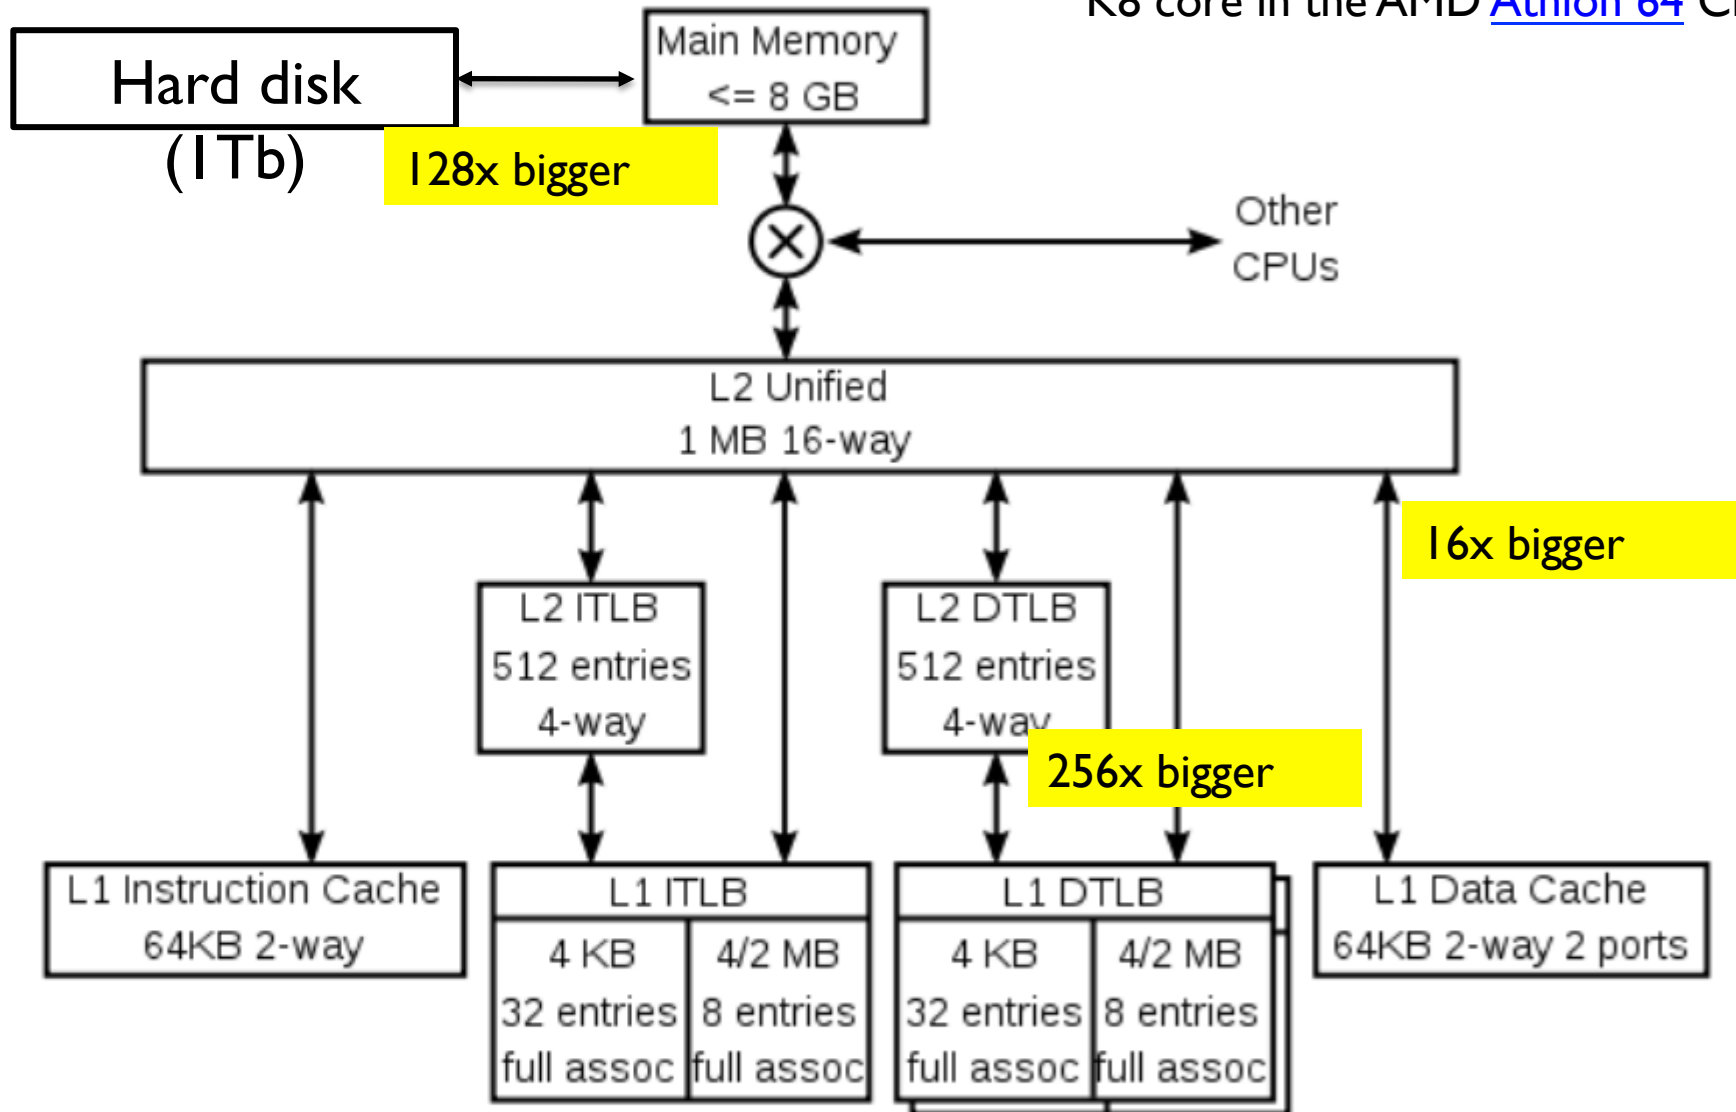 K8 core in the AMD Athlon 64
Main Memory
<= 8 GB
Hard disk
(1Tb)
128x bigger
Other
CPUs
L2 Unified
1 MB 16-way
16x bigger
L2 ITLB
512 entries
4-way
L2 DTLB
512 entries
4-way
256x bigger
L1 Instruction Cache
64KB 2-way
L1 ITLB
4 KB
32 entries
full assoc
4/2 MB
8 entries
full assoc
L1 DTLB
4 KB
32 entries
full assoc
4/2 MB
8 entries
full assoc
L1 Data Cache
64KB 2-way 2 ports